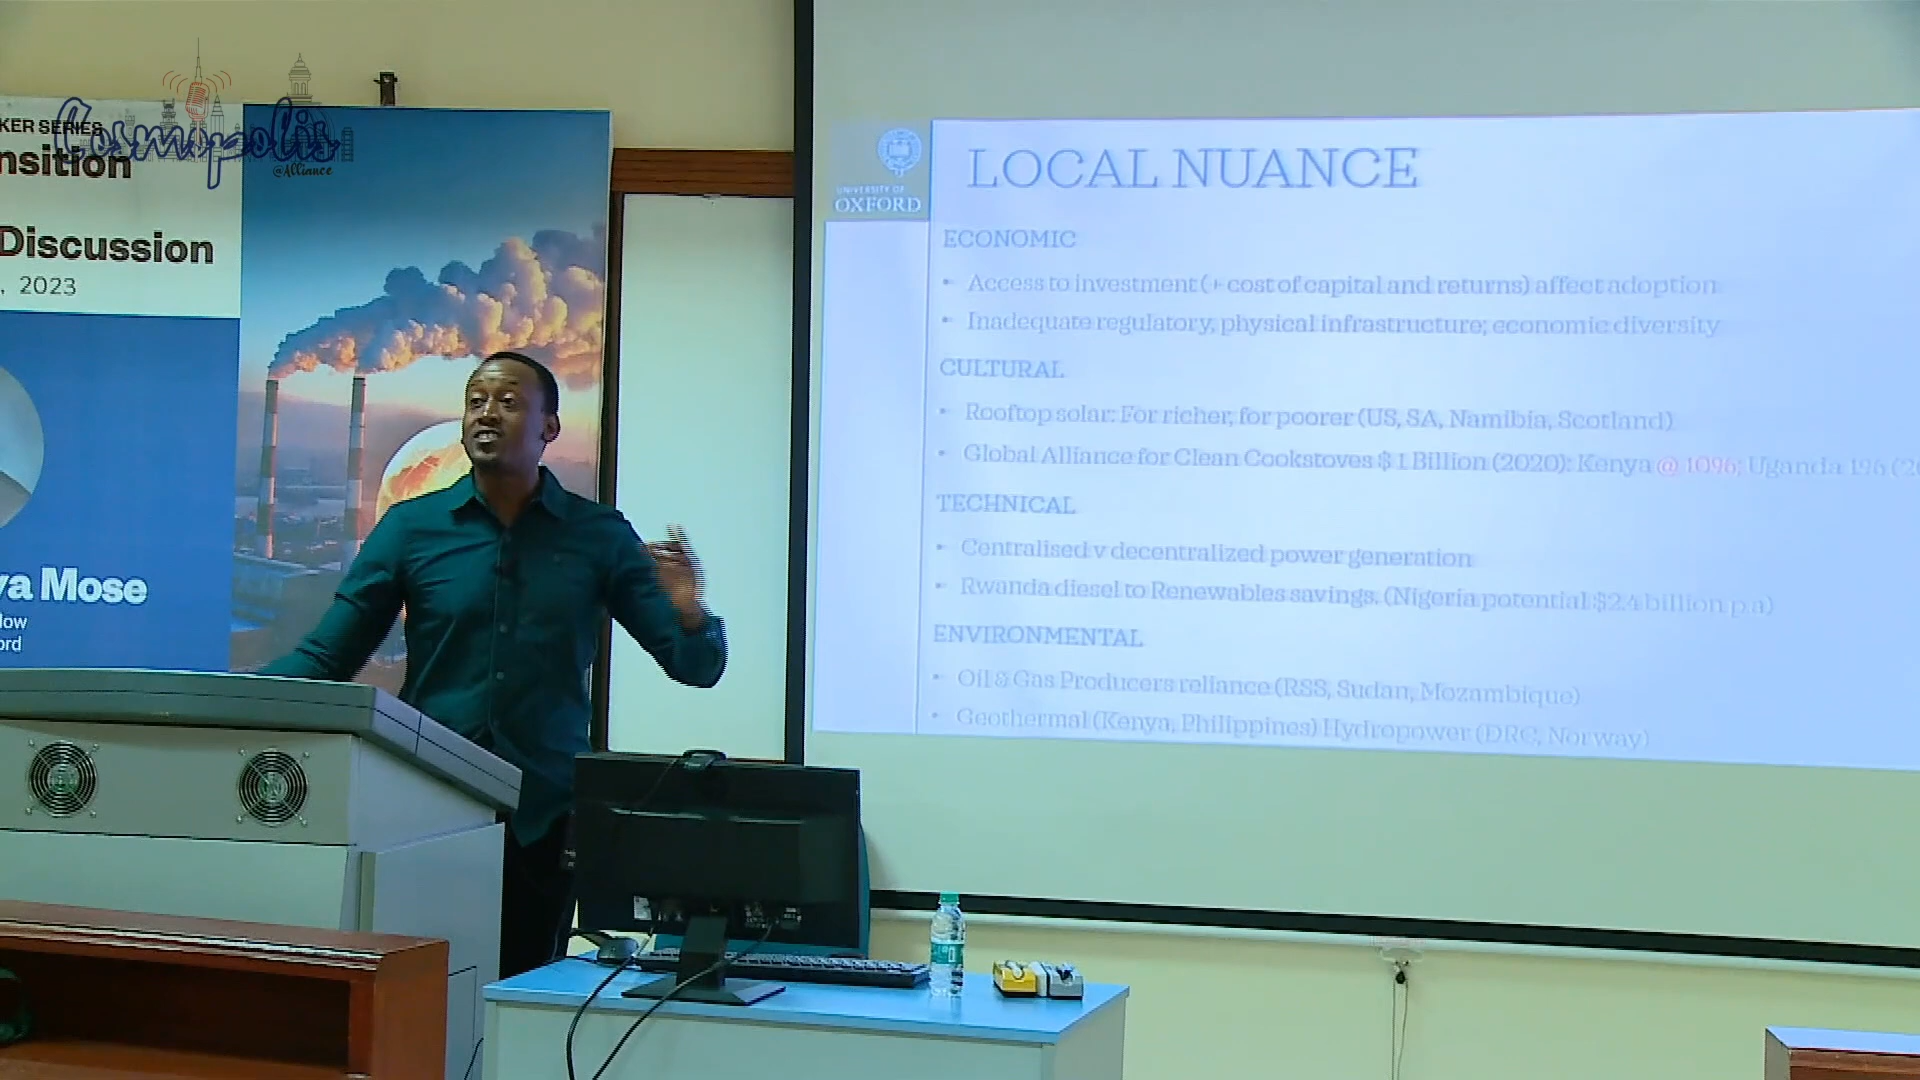 Cosmopolis
@Alliance
KER SERIES
nsition
Discussion
, 2023
ya Mose
low
ord
UNIVERSITY OF
OXFORD
LOCAL NUANCE
ECONOMIC
• Access to investment (+ cost of capital and returns) affect adoption
• Inadequate regulatory, physical infrastructure; economic diversity
CULTURAL
• Rooftop solar: For richer, for poorer (US, SA, Namibia, Scotland)
• Global Alliance for Clean Cookstoves $ 1 Billion (2020): Kenya @ 10%; Uganda 1% (20
TECHNICAL
• Centralised v decentralized power generation
• Rwanda diesel to Renewables savings. (Nigeria potential $2.4 billion p.a)
ENVIRONMENTAL
• Oil & Gas Producers reliance (RSS, Sudan, Mozambique)
• Geothermal (Kenya, Philippines) Hydropower (DRC, Norway)